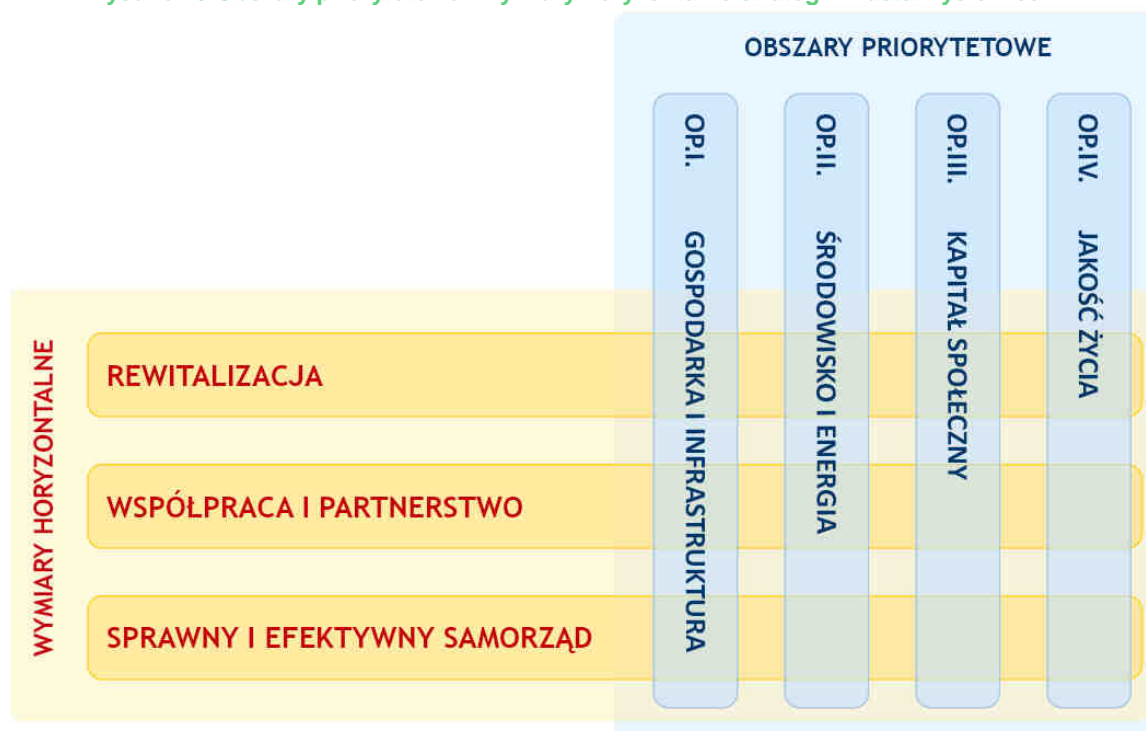 OBSZARY PRIORYTETOWE
OP.I. GOSPODARKA I INFRASTRUKTURA
OP.II. ŚRODOWISKO I ENERGIA
OP.III. KAPITAŁ SPOŁECZNY
OP.IV. JAKOŚĆ ŻYCIA
WYMIARY HORYZONTALNE
REWITALIZACJA
WSPÓŁPRACA I PARTNERSTWO
SPRAWNY I EFEKTYWNY SAMORZĄD